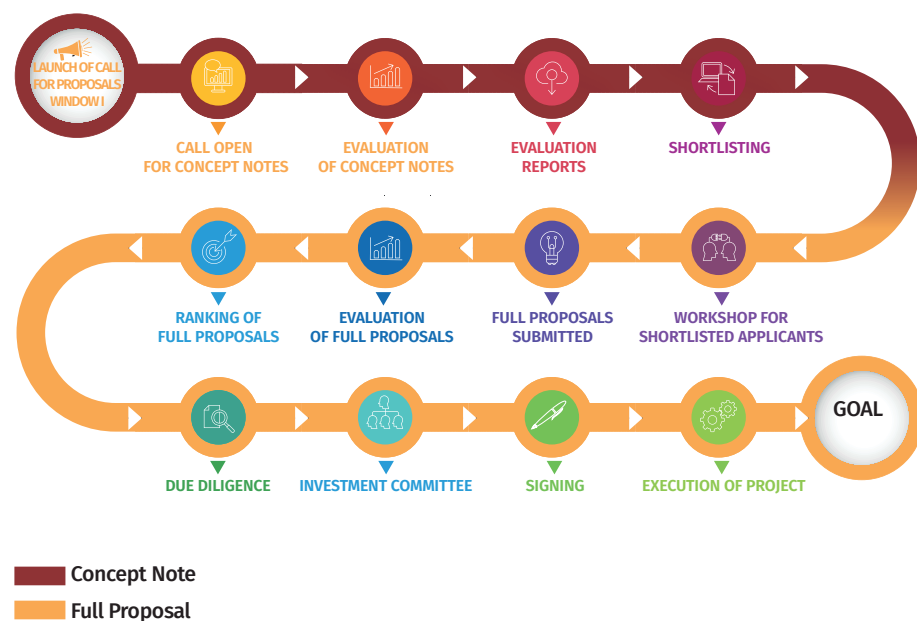 LAUNCH OF CALL
FOR PROPOSALS
WINDOW I
CALL OPEN
FOR CONCEPT NOTES
EVALUATION
OF CONCEPT NOTES
EVALUATION
REPORTS
SHORTLISTING
RANKING OF
FULL PROPOSALS
EVALUATION
OF FULL PROPOSALS
FULL PROPOSALS
SUBMITTED
WORKSHOP FOR
SHORTLISTED APPLICANTS
GOAL
DUE DILIGENCE
INVESTMENT COMMITTEE
SIGNING
EXECUTION OF PROJECT
Concept Note
Full Proposal